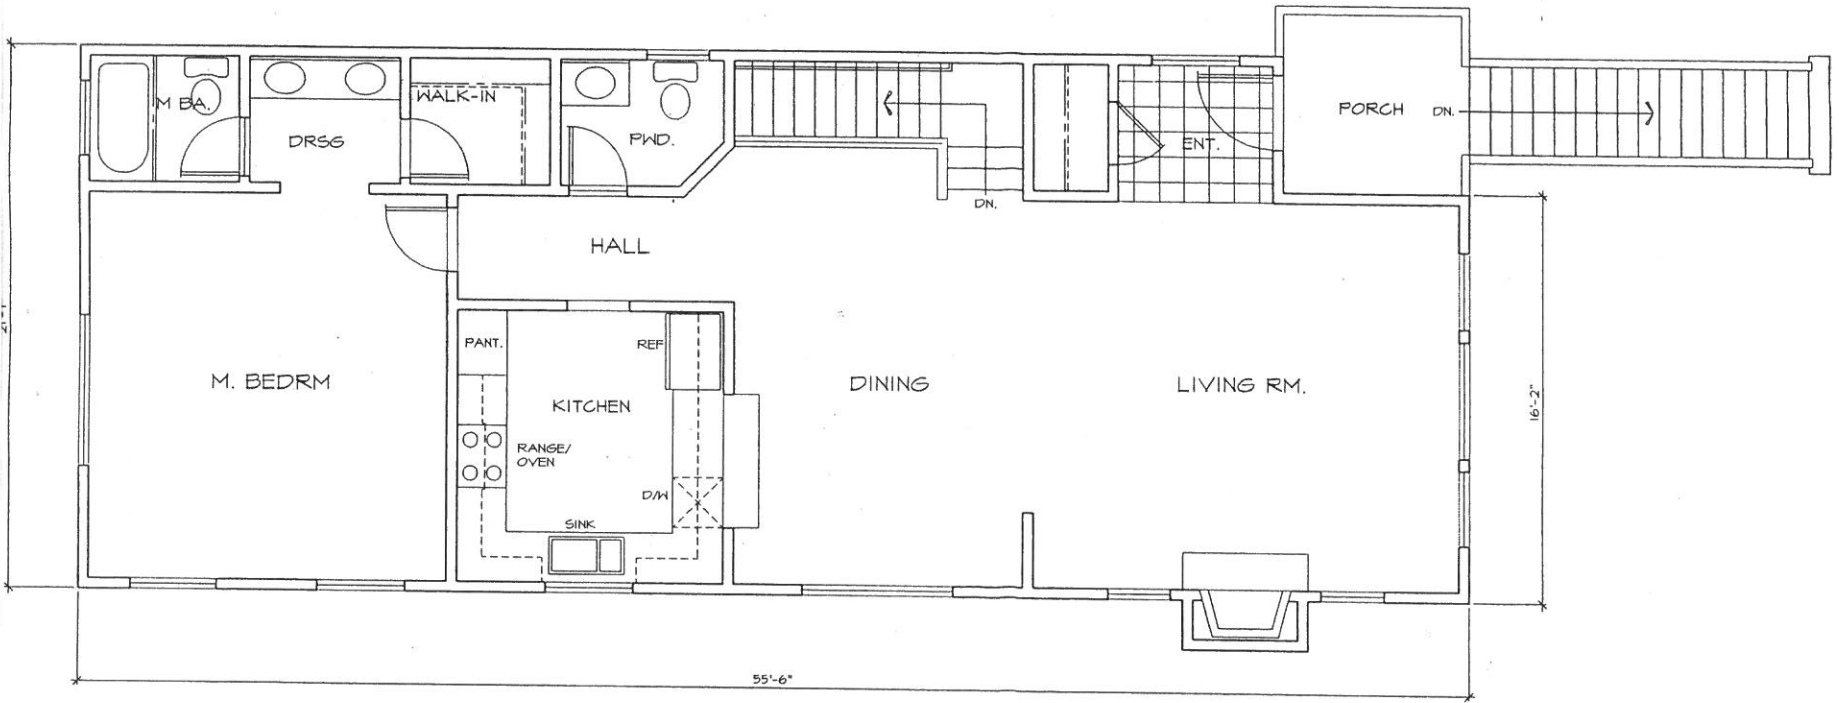 M BA.
DRSG
WALK-IN
PWD.
ENT.
PORCH
DN.
DN.
HALL
M. BEDRM
PANT.
REF
KITCHEN
RANGE/
OVEN
D/W
SINK
DINING
LIVING RM.
16'-2"
55'-6"